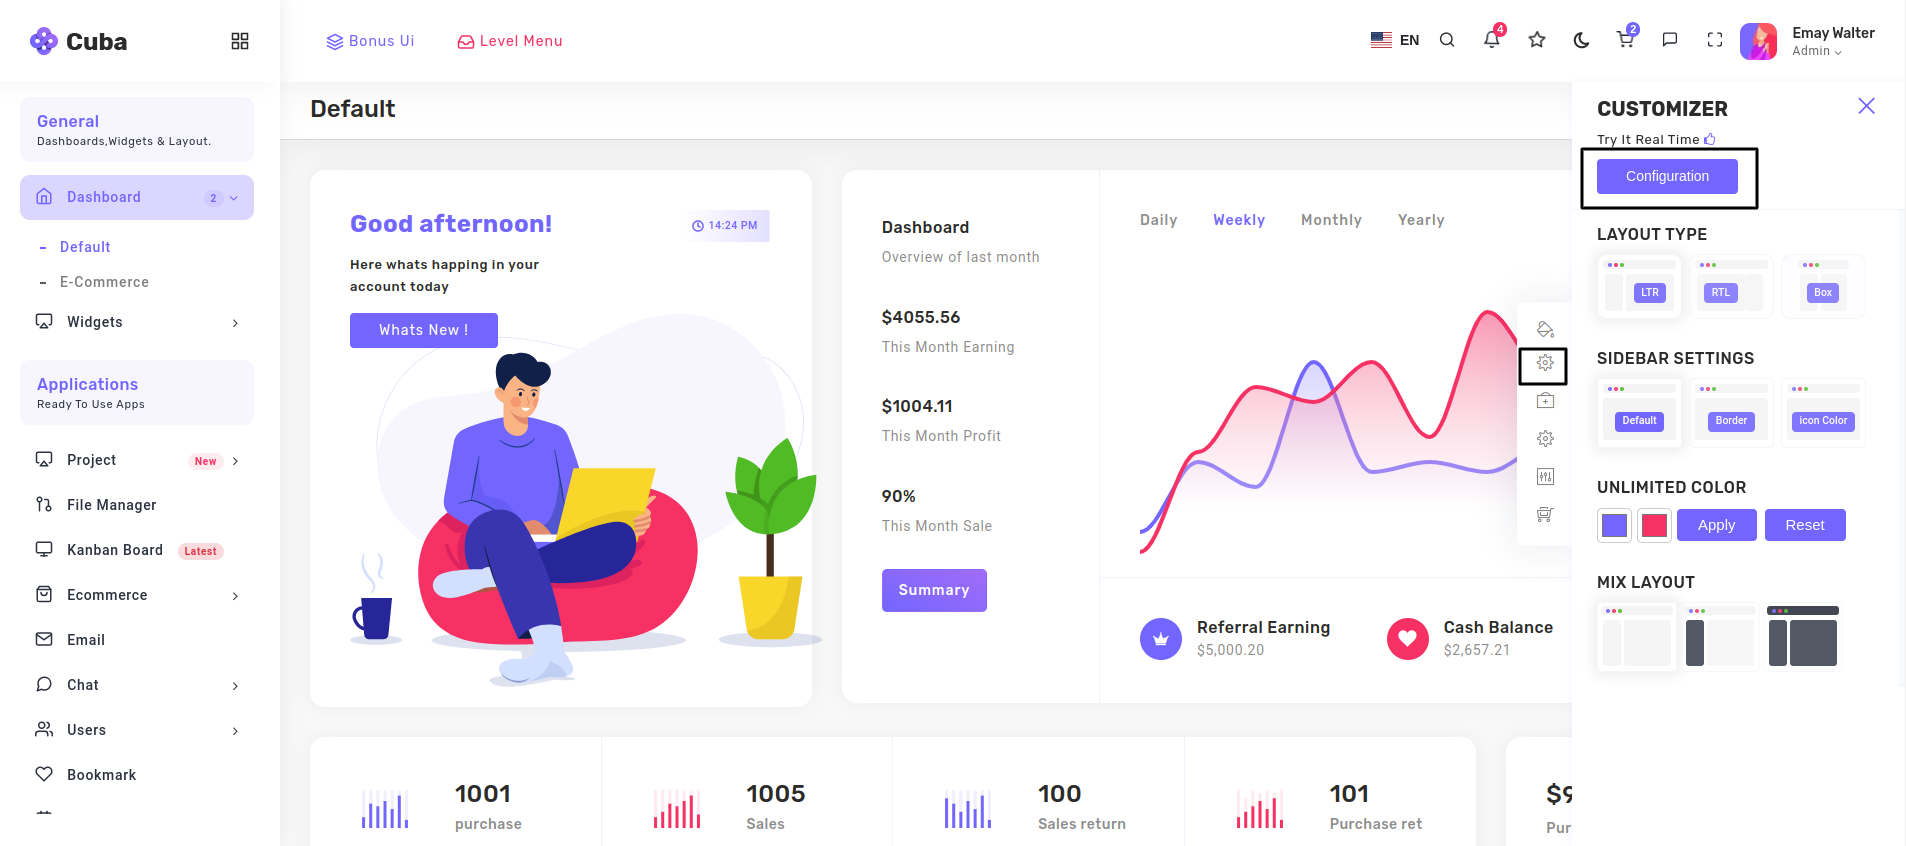 Cuba
Bonus Ui
Level Menu
EN
4
2
Emay Walter
Admin
General
Dashboards,Widgets & Layout.
Dashboard 2
Default
E-Commerce
Widgets
Applications
Ready To Use Apps
Project New
File Manager
Kanban Board Latest
Ecommerce
Email
Chat
Users
Bookmark
Default
Good afternoon!
14:24 PM
Here whats happing in your
account today
Whats New !
Dashboard
Overview of last month
$4055.56
This Month Earning
$1004.11
This Month Profit
90%
This Month Sale
Summary
Daily Weekly Monthly Yearly
Referral Earning
$5,000.20
Cash Balance
$2,657.21
1001
purchase
1005
Sales
100
Sales return
101
Purchase ret
$9
Pur
CUSTOMIZER
Try It Real Time
Configuration
LAYOUT TYPE
LTR RTL Box
SIDEBAR SETTINGS
Default Border icon Color
UNLIMITED COLOR
Apply Reset
MIX LAYOUT